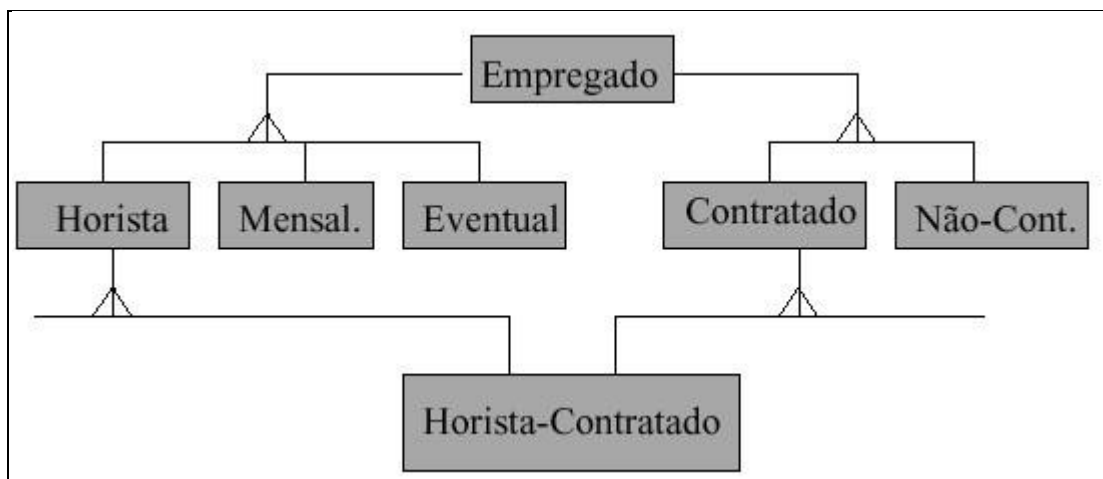 Empregado
Horista
Mensal.
Eventual
Contratado
Não-Cont.
Horista-Contratado